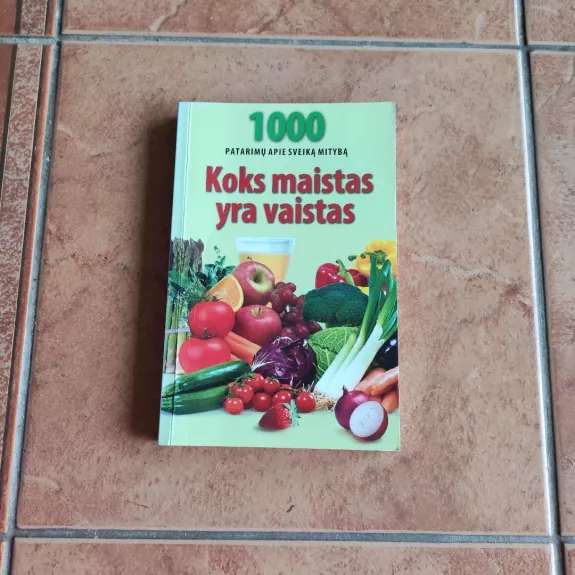 1000
PATARIMŲ APIE SVEIKĄ MITYBĄ
Koks maistas
yra vaistas